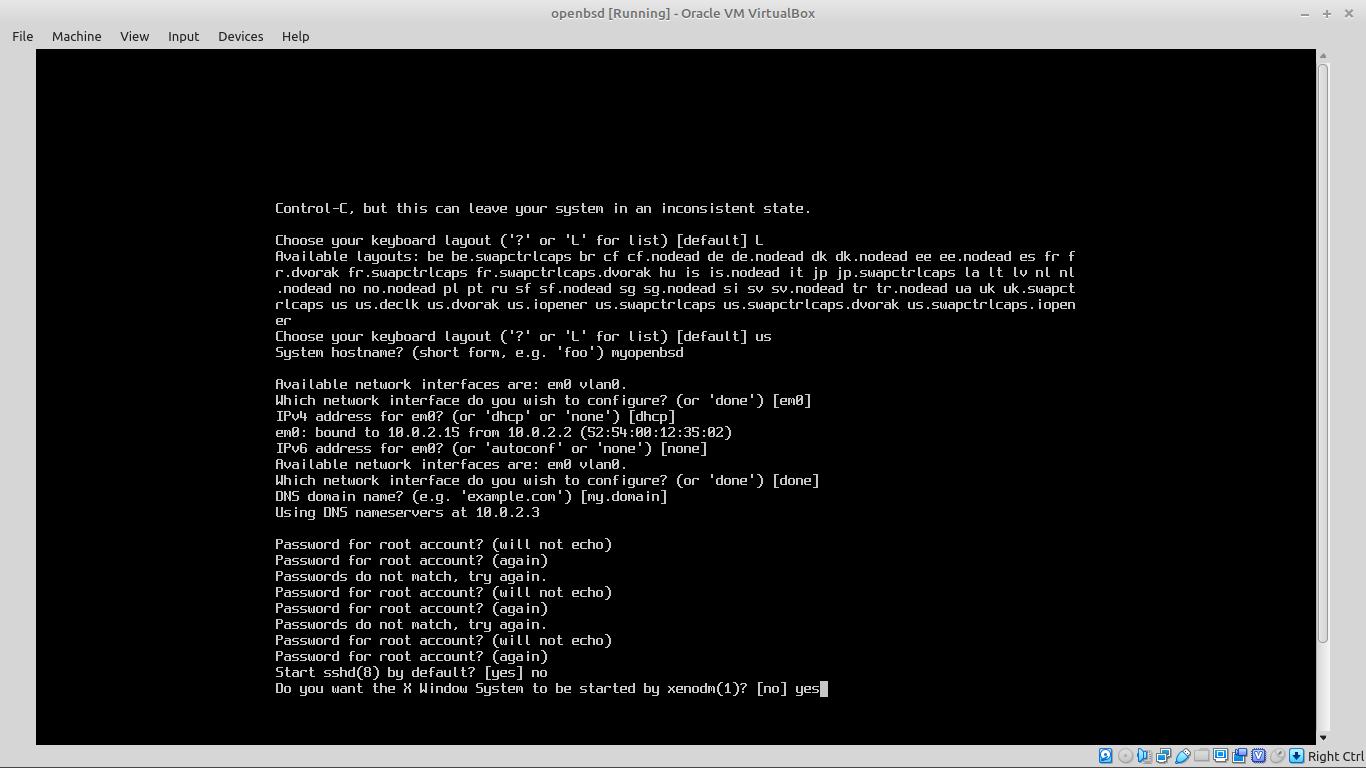 openbsd [Running] - Oracle VM VirtualBox
File Machine View Input Devices Help
Control-C, but this can leave your system in an inconsistent state.
Choose your keyboard layout ('?' or 'L' for list) [default] L
Available layouts: be be.swapctrlcaps br cf cf.nodead de de.nodead dk dk.nodead ee ee.nodead es fr f
r.dvorak fr.swapctrlcaps fr.swapctrlcaps.dvorak hu is is.nodead it jp jp.swapctrlcaps la lt lv nl nl
.nodead no no.nodead pl pt ru sf sf.nodead sg sg.nodead si sv sv.nodead tr tr.nodead ua uk uk.swapct
rlcaps us us.declk us.dvorak us.iopener us.swapctrlcaps us.swapctrlcaps.dvorak us.swapctrlcaps.iopen
er
Choose your keyboard layout ('?' or 'L' for list) [default] us
System hostname? (short form, e.g. 'foo') myopenbsd
Available network interfaces are: em0 vlan0.
Which network interface do you wish to configure? (or 'done') [em0]
IPv4 address for em0? (or 'dhcp' or 'none') [dhcp]
em0: bound to 10.0.2.15 from 10.0.2.2 (52:54:00:12:35:02)
IPv6 address for em0? (or 'autoconf' or 'none') [none]
Available network interfaces are: em0 vlan0.
Which network interface do you wish to configure? (or 'done') [done]
DNS domain name? (e.g. 'example.com') [my.domain]
Using DNS nameservers at 10.0.2.3
Password for root account? (will not echo)
Password for root account? (again)
Passwords do not match, try again.
Password for root account? (will not echo)
Password for root account? (again)
Passwords do not match, try again.
Password for root account? (will not echo)
Password for root account? (again)
Start sshd(8) by default? [yes] no
Do you want the X Window System to be started by xenodm(1)? [no] yes
Right Ctrl